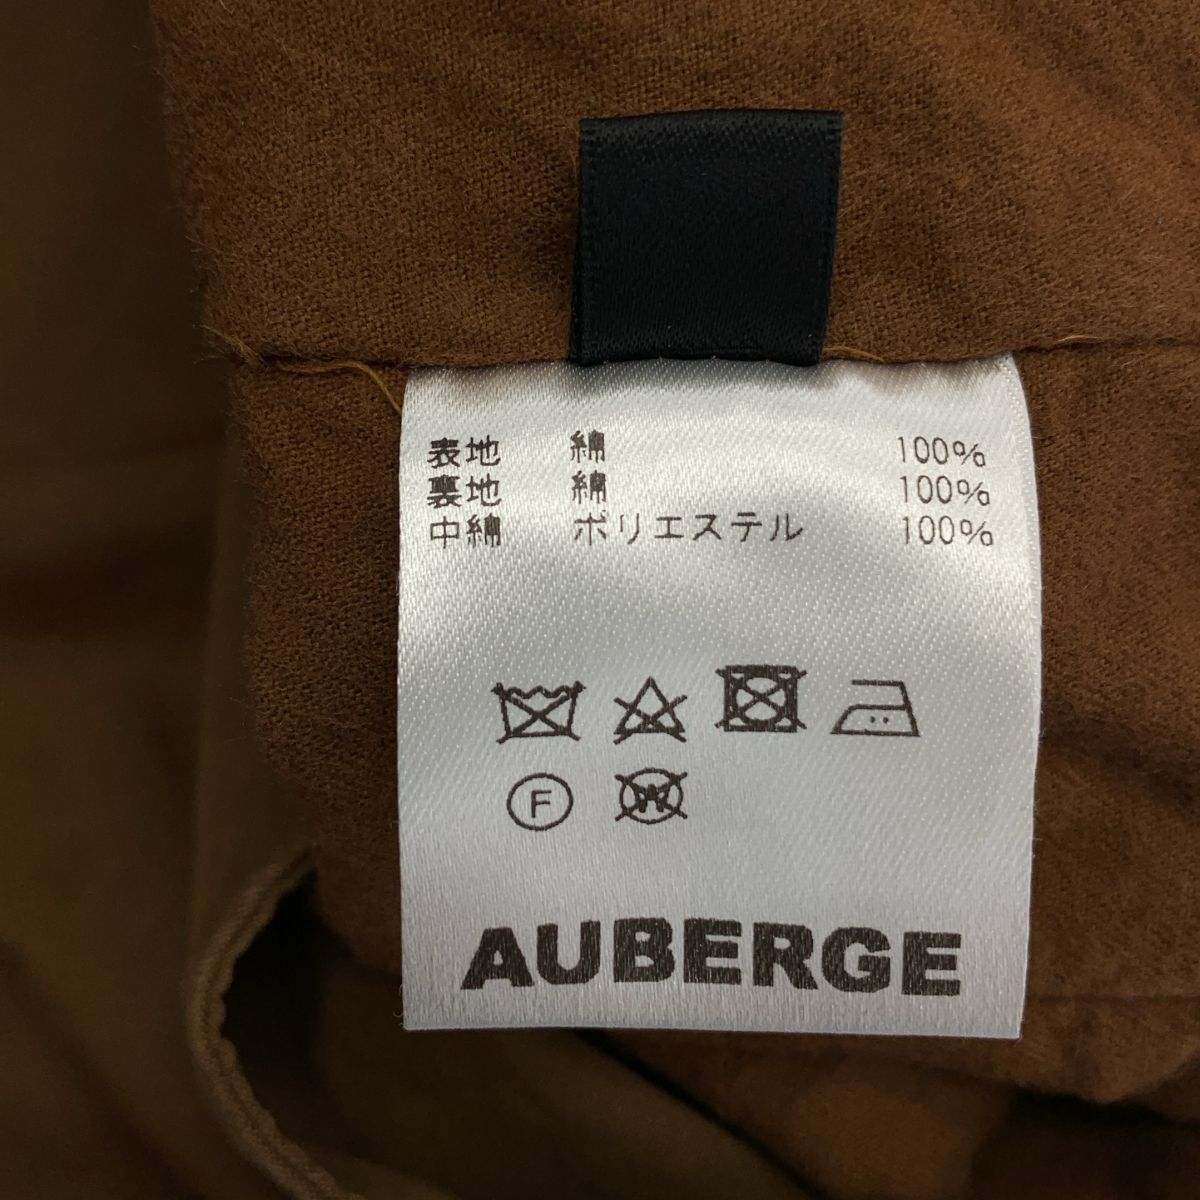 表地 綿 100%
裏地 綿 100%
中綿 ポリエステル 100%
F W
AUBERGE